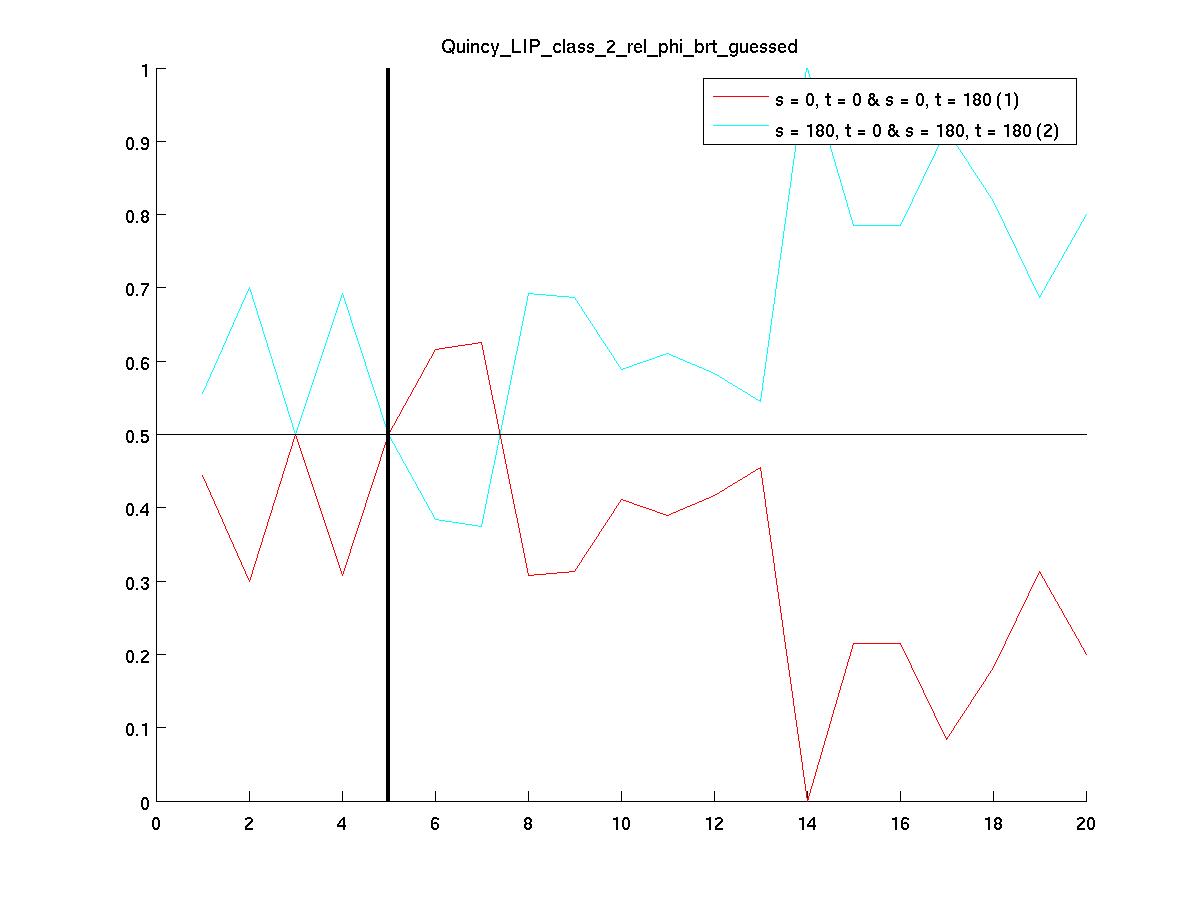 Quincy_LIP_class_2_rel_phi_brt_guessed
s = 0, t = 0 & s = 0, t = 180 (1)
s = 180, t = 0 & s = 180, t = 180 (2)
1
0.9
0.8
0.7
0.6
0.5
0.4
0.3
0.2
0.1
0
0 2 4 6 8 10 12 14 16 18 20